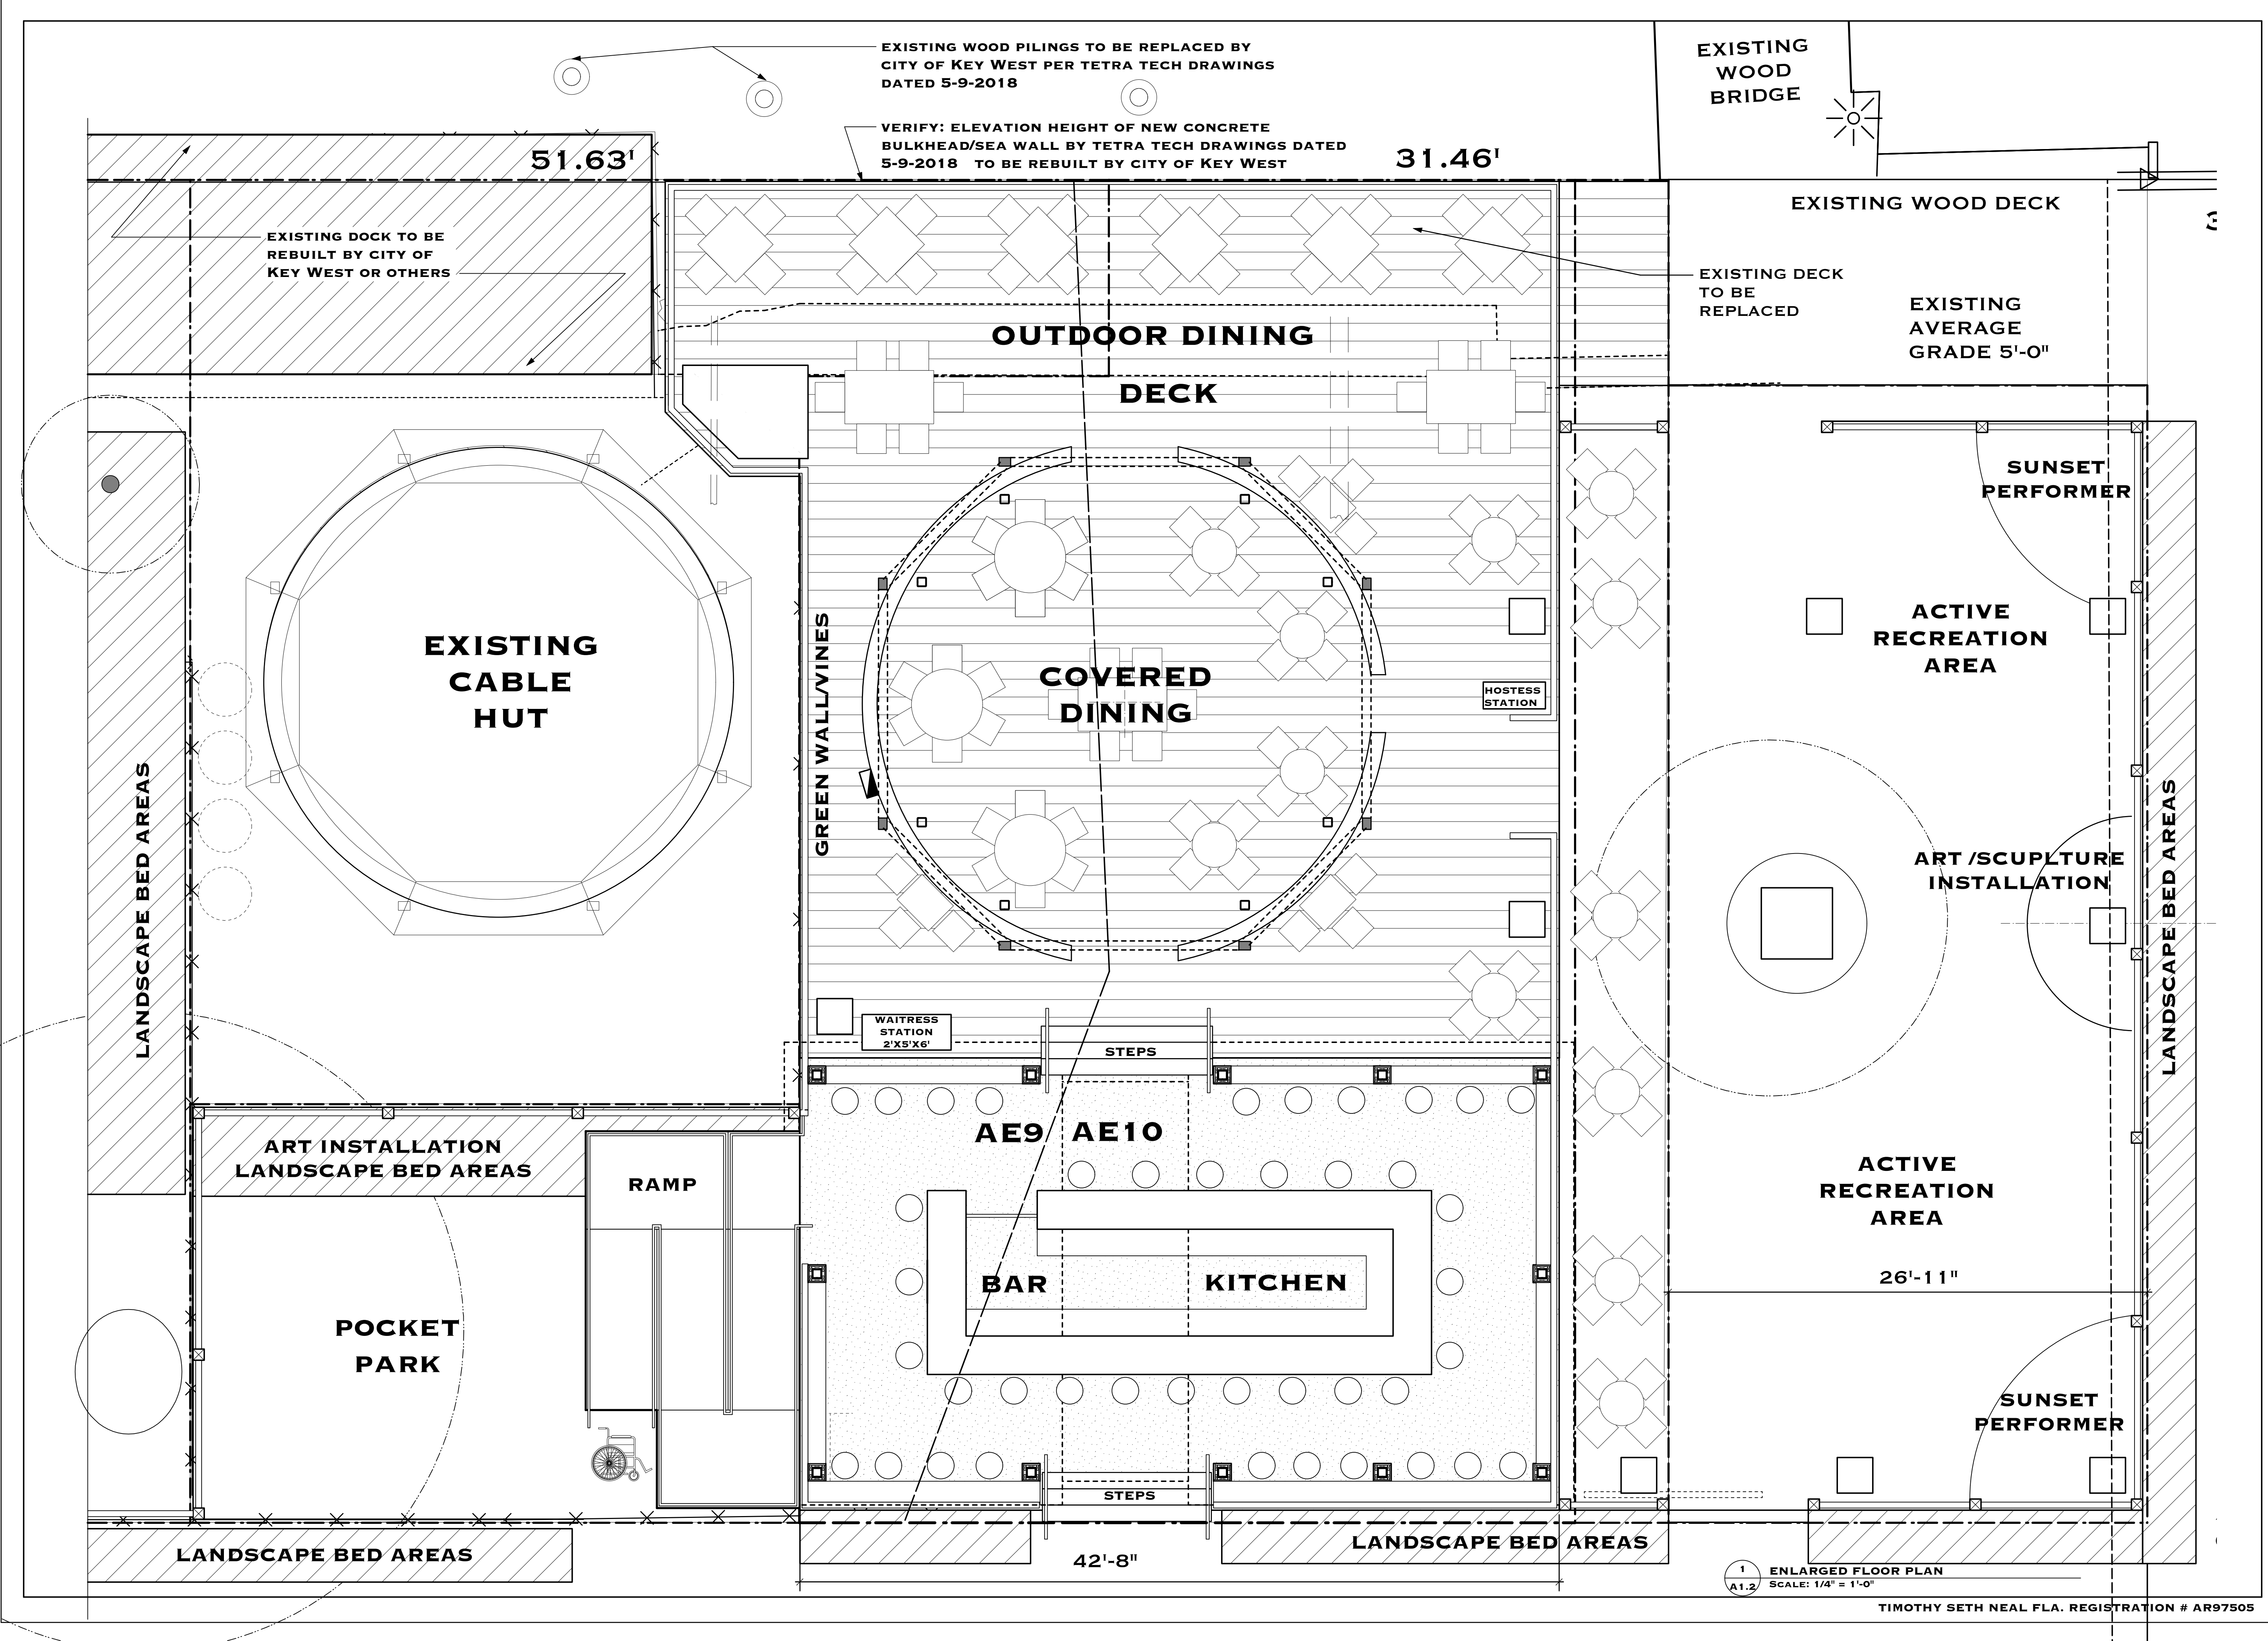 EXISTING WOOD PILINGS TO BE REPLACED BY
CITY OF KEY WEST PER TETRA TECH DRAWINGS
DATED 5-9-2018
EXISTING
WOOD
BRIDGE
VERIFY: ELEVATION HEIGHT OF NEW CONCRETE
BULKHEAD/SEA WALL BY TETRA TECH DRAWINGS DATED
5-9-2018 TO BE REBUILT BY CITY OF KEY WEST
51.63'
31.46'
EXISTING WOOD DECK
EXISTING DOCK TO BE
REBUILT BY CITY OF
KEY WEST OR OTHERS
EXISTING DECK
TO BE
REPLACED
EXISTING
AVERAGE
GRADE 5'-0"
OUTDOOR DINING
DECK
SUNSET
PERFORMER
EXISTING
CABLE
HUT
GREEN WALL/VINES
COVERED
DINING
HOSTESS
STATION
ACTIVE
RECREATION
AREA
LANDSCAPE BED AREAS
ART /SCUPLTURE
INSTALLATION
LANDSCAPE BED AREAS
WAITRESS
STATION
2'X5'X6'
STEPS
ART INSTALLATION
LANDSCAPE BED AREAS
RAMP
AE9 AE10
ACTIVE
RECREATION
AREA
BAR
KITCHEN
26'-11"
POCKET
PARK
SUNSET
PERFORMER
STEPS
LANDSCAPE BED AREAS
LANDSCAPE BED AREAS
42'-8"
1
A1.2
ENLARGED FLOOR PLAN
SCALE: 1/4" = 1'-0"
TIMOTHY SETH NEAL FLA. REGISTRATION # AR97505